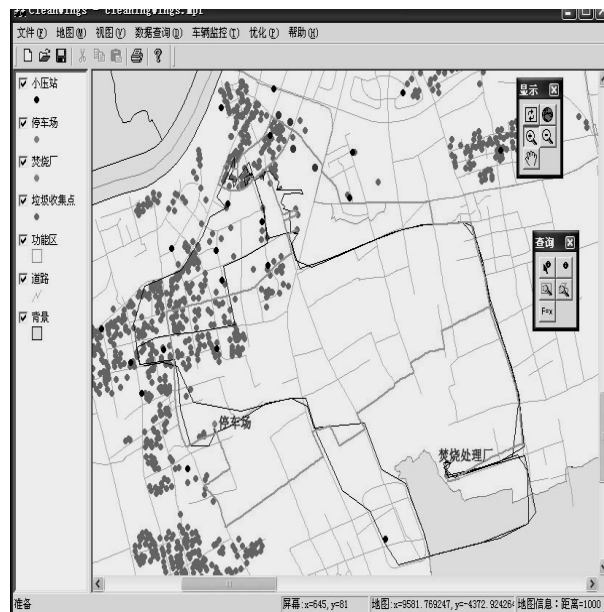 CleanWings - cleaningwings.mpl
文件(F) 地图(M) 视图(V) 数据查询(D) 车辆监控(T) 优化(P) 帮助(H)
显示
小压站
停车场
焚烧厂
垃圾收集点
功能区
道路
背景
查询
F=x
停车场
焚烧处理厂
准备
屏幕:x=645,y=81
地图:x=9581.769247,y=-4372.924264
地图信息:距离=1000